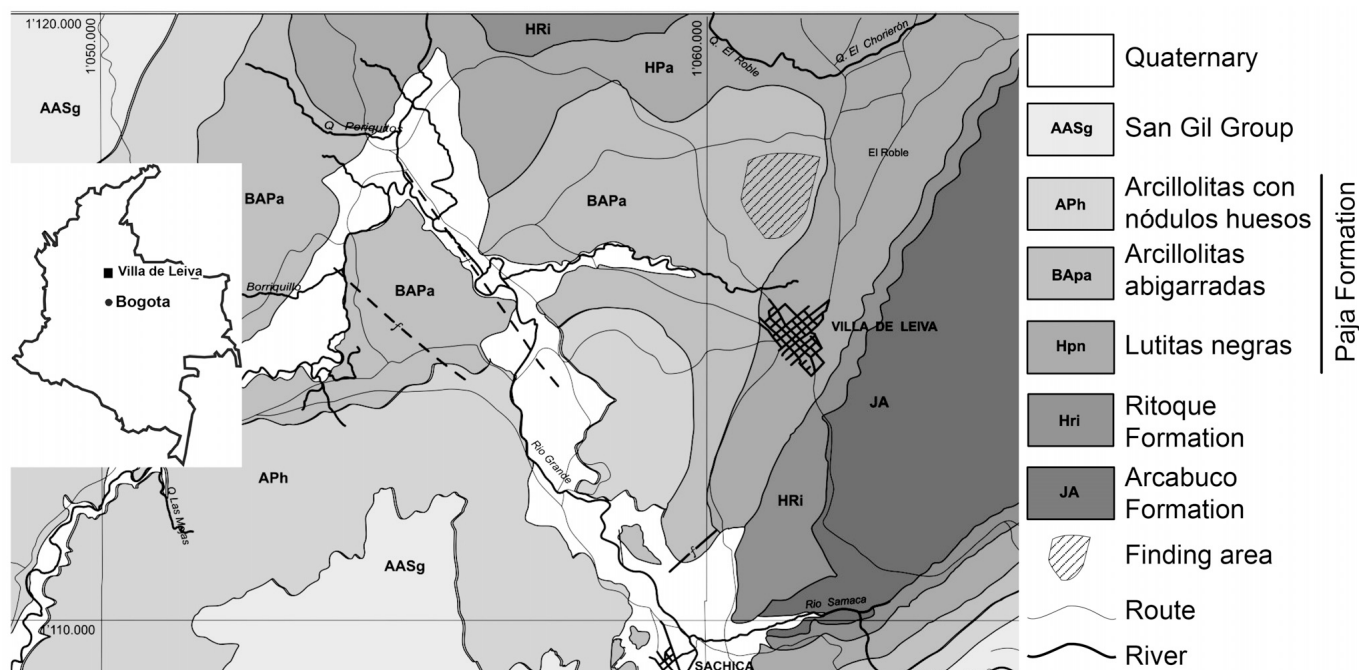 1'120.000
1'050.000
HRi
1'060.000
Q. El Roble
Q. El Chorierón
HPa
AASg
Q Periquitos
El Roble
BAPa
BAPa
Villa de Leiva
Bogota
Borriquillo
BAPa
f
VILLA DE LEIVA
JA
Rio Grande
APh
Q Las Mojas
HRi
AASg
f
Rio Samaca
1'110.000
SACHICA
Quaternary
AASg San Gil Group
APh Arcillolitas con
nódulos huesos
BApa Arcillolitas
abigarradas
Hpn Lutitas negras
Paja Formation
Hri Ritoque
Formation
JA Arcabuco
Formation
Finding area
Route
River